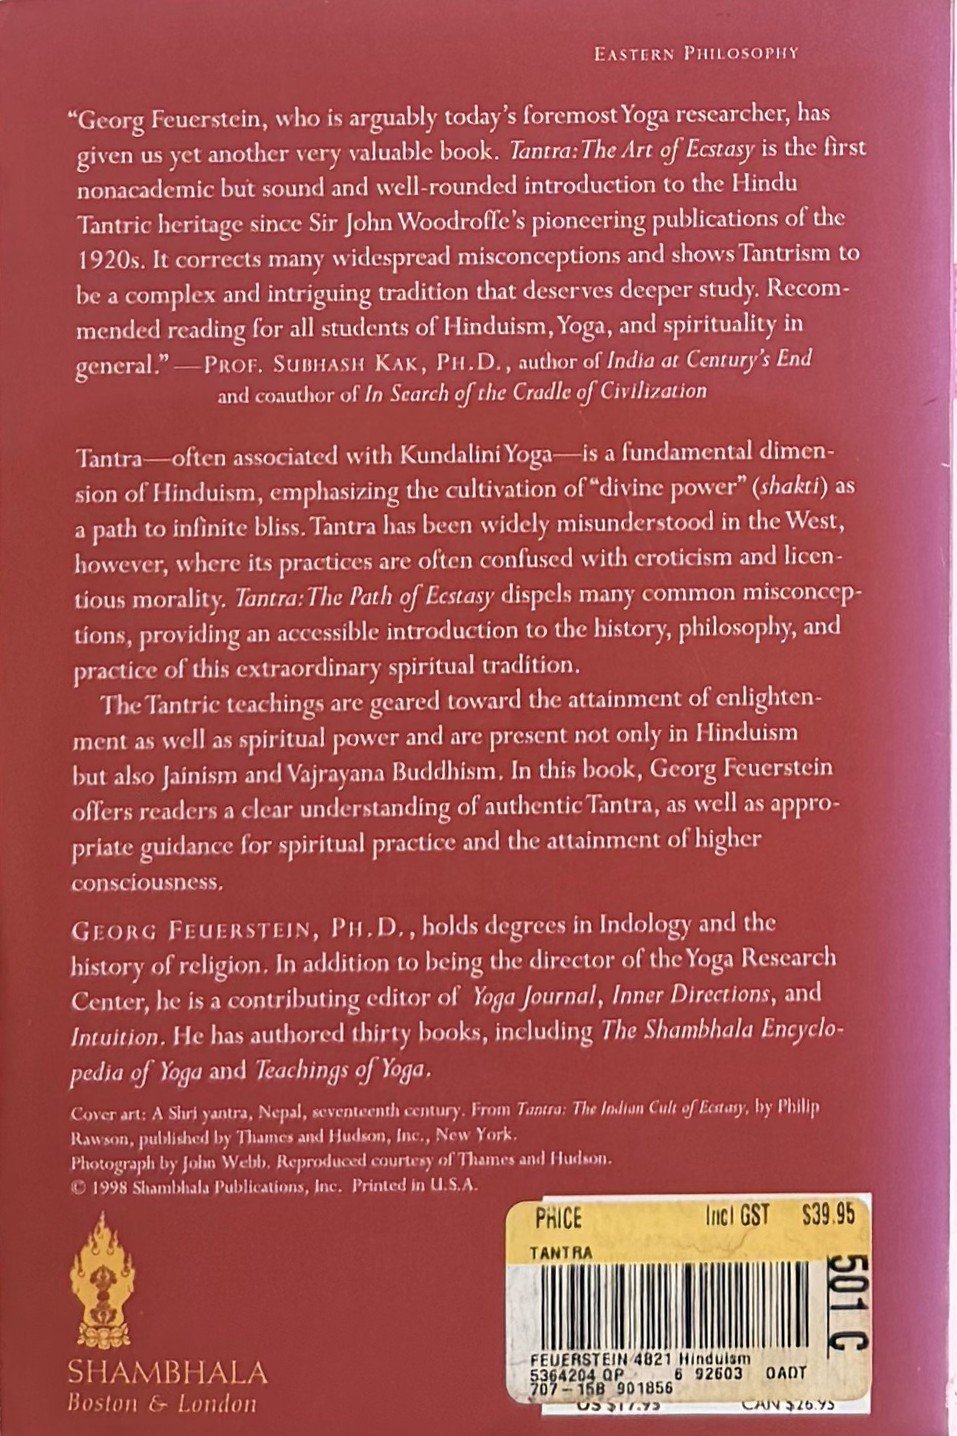 EASTERN PHILOSOPHY
“Georg Feuerstein, who is arguably today’s foremost Yoga researcher, has
given us yet another very valuable book. Tantra: The Art of Ecstasy is the first
nonacademic but sound and well-rounded introduction to the Hindu
Tantric heritage since Sir John Woodroffe’s pioneering publications of the
1920s. It corrects many widespread misconceptions and shows Tantrism to
be a complex and intriguing tradition that deserves deeper study. Recom-
mended reading for all students of Hinduism, Yoga, and spirituality in
general.” —PROF. SUBHASH KAK, PH.D., author of India at Century’s End
and coauthor of In Search of the Cradle of Civilization
Tantra—often associated with Kundalini Yoga—is a fundamental dimen-
sion of Hinduism, emphasizing the cultivation of “divine power” (shakti) as
a path to infinite bliss. Tantra has been widely misunderstood in the West,
however, where its practices are often confused with eroticism and licen-
tious morality. Tantra: The Path of Ecstasy dispels many common misconcep-
tions, providing an accessible introduction to the history, philosophy, and
practice of this extraordinary spiritual tradition.
The Tantric teachings are geared toward the attainment of enlighten-
ment as well as spiritual power and are present not only in Hinduism
but also Jainism and Vajrayana Buddhism. In this book, Georg Feuerstein
offers readers a clear understanding of authentic Tantra, as well as appro-
priate guidance for spiritual practice and the attainment of higher
consciousness.
GEORG FEUERSTEIN, PH.D., holds degrees in Indology and the
history of religion. In addition to being the director of the Yoga Research
Center, he is a contributing editor of Yoga Journal, Inner Directions, and
Intuition. He has authored thirty books, including The Shambhala Encyclo-
pedia of Yoga and Teachings of Yoga.
Cover art: A Shri yantra, Nepal, seventeenth century. From Tantra: The Indian Cult of Ecstasy, by Philip
Rawson, published by Thames and Hudson, Inc., New York.
Photograph by John Webb. Reproduced courtesy of Thames and Hudson.
© 1998 Shambhala Publications, Inc. Printed in U.S.A.
SHAMBHALA
Boston & London
PRICE Incl GST $39.95
TANTRA
501 C
FEUERSTEIN 4821 Hinduism
5364204 QP 6 92603 OADT
707-15B 901856
US $17.95 CAN $26.95